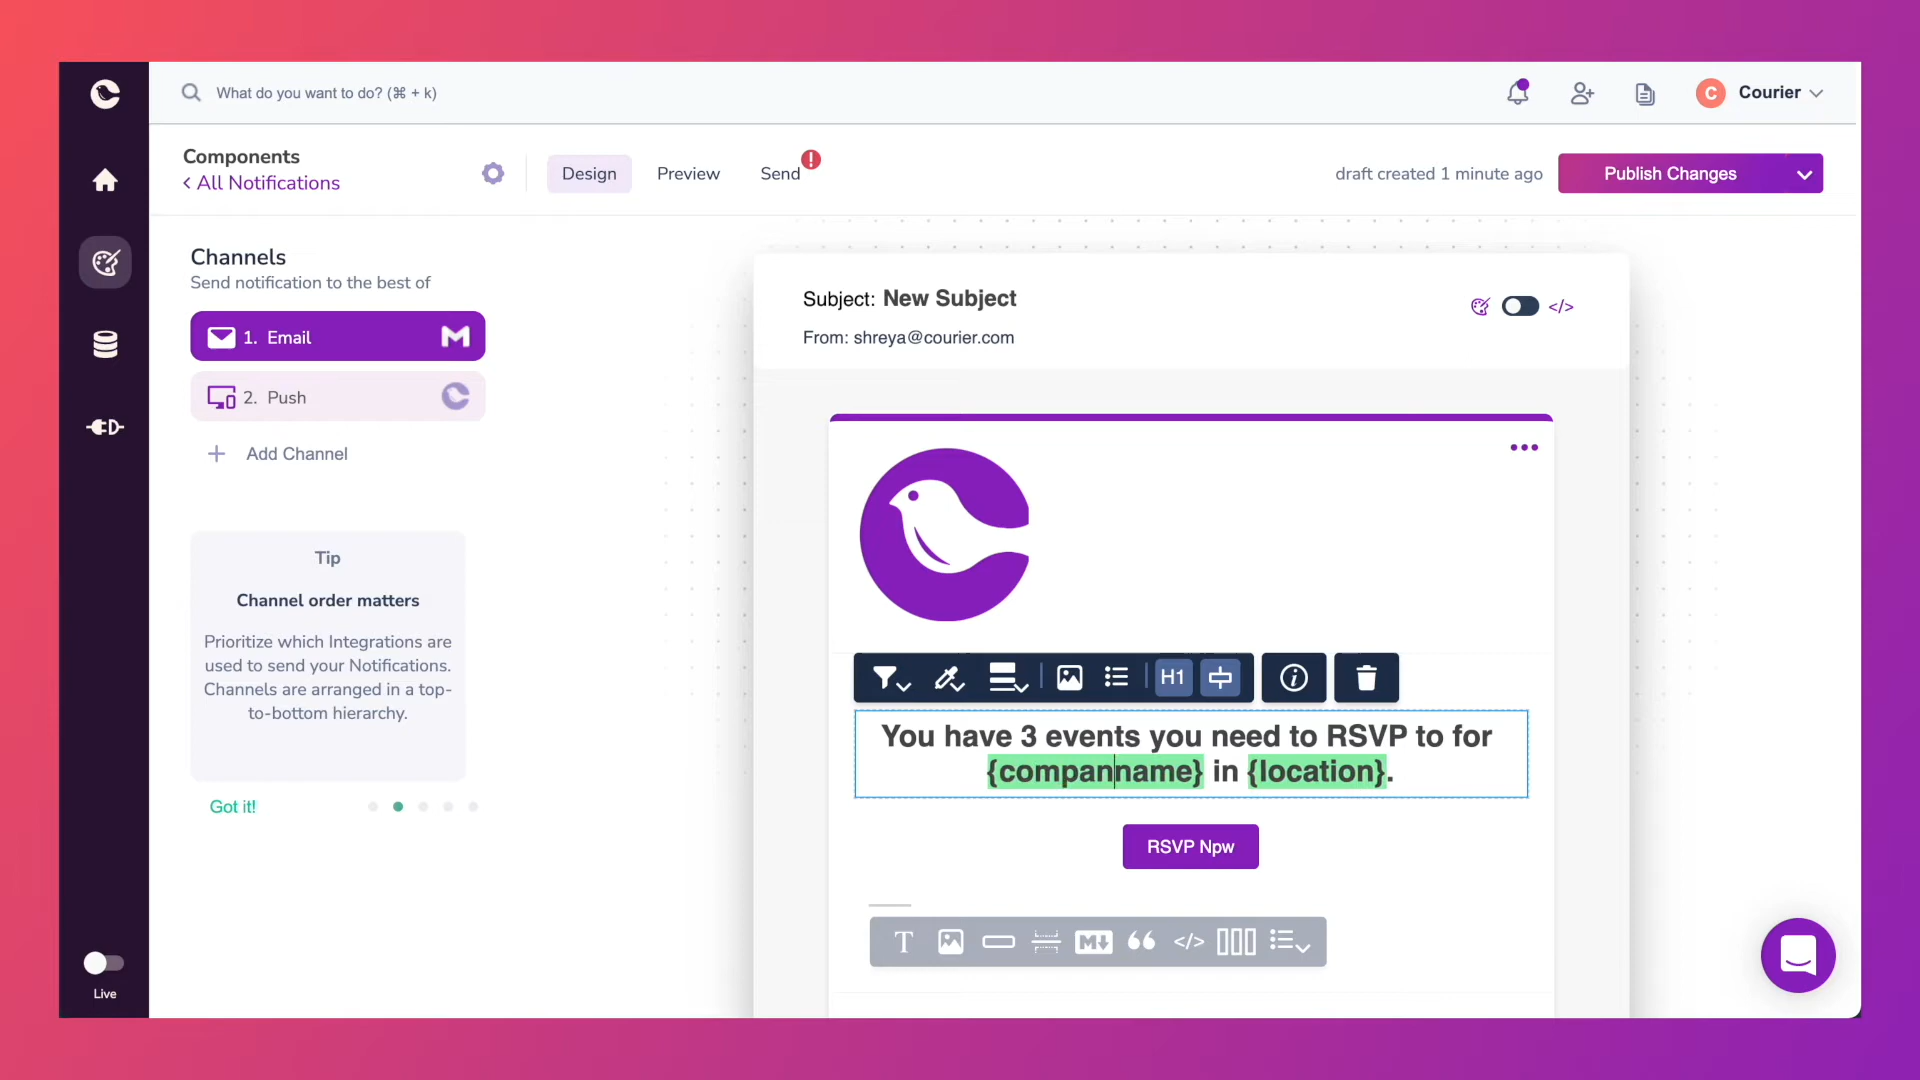 What do you want to do? (⌘ + k)
C
Courier
Components
< All Notifications
Design
Preview
Send
!
draft created 1 minute ago
Publish Changes
Channels
Send notification to the best of
1. Email
2. Push
+ Add Channel
Tip
Channel order matters
Prioritize which Integrations are
used to send your Notifications.
Channels are arranged in a top-
to-bottom hierarchy.
Got it!
Live
Subject: New Subject
</>
From: shreya@courier.com
H1
You have 3 events you need to RSVP to for
{compannname} in {location}.
RSVP Npw
T
M
</>